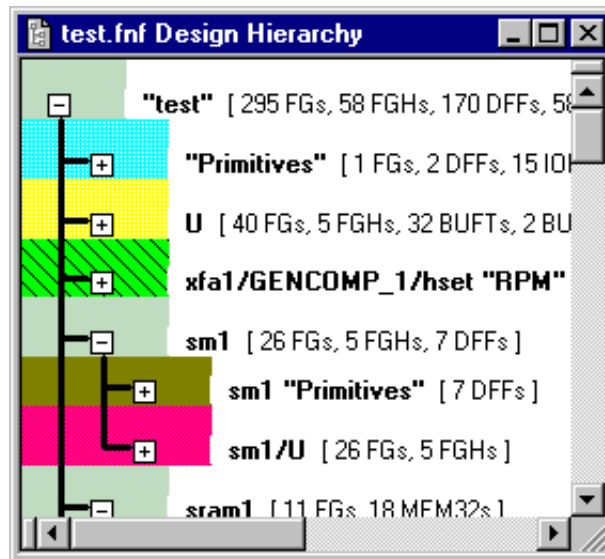 test.fnf Design Hierarchy
"test" [ 295 FGs, 58 FGHs, 170 DFFs, 58
"Primitives" [ 1 FGs, 2 DFFs, 15 IO
U [ 40 FGs, 5 FGHs, 32 BUFTs, 2 BU
xfa1/GENCOMP_1/hset "RPM"
sm1 [ 26 FGs, 5 FGHs, 7 DFFs ]
sm1 "Primitives" [ 7 DFFs ]
sm1/U [ 26 FGs, 5 FGHs ]
sram1 [ 11 FGs, 18 MEM32s ]